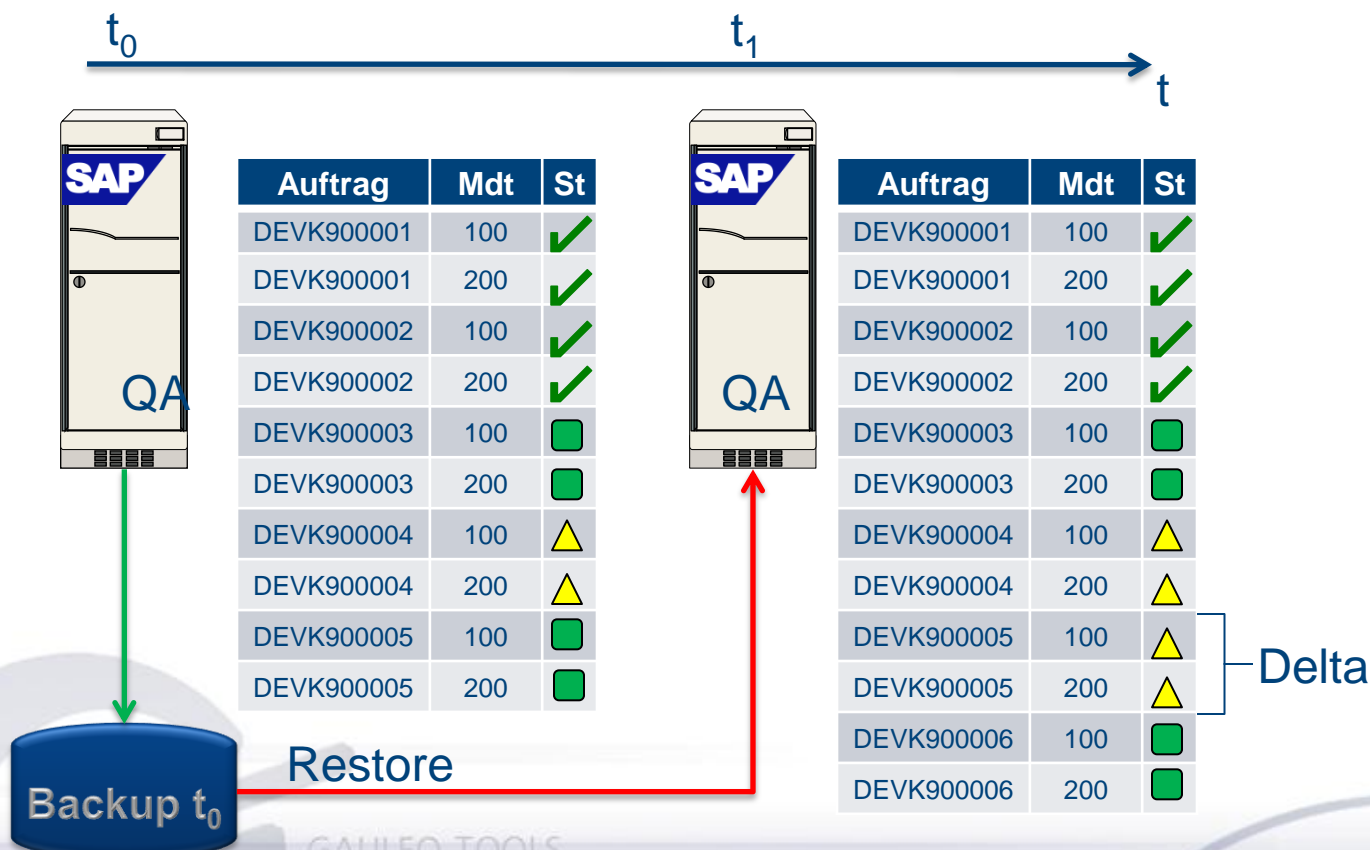 t0
t1
t
SAP
QA
Auftrag Mdt St
DEVK900001 100
DEVK900001 200
DEVK900002 100
DEVK900002 200
DEVK900003 100
DEVK900003 200
DEVK900004 100
DEVK900004 200
DEVK900005 100
DEVK900005 200
SAP
QA
Auftrag Mdt St
DEVK900001 100
DEVK900001 200
DEVK900002 100
DEVK900002 200
DEVK900003 100
DEVK900003 200
DEVK900004 100
DEVK900004 200
DEVK900005 100
DEVK900005 200
DEVK900006 100
DEVK900006 200
Delta
Restore
Backup t0
GALILEO TOOLS